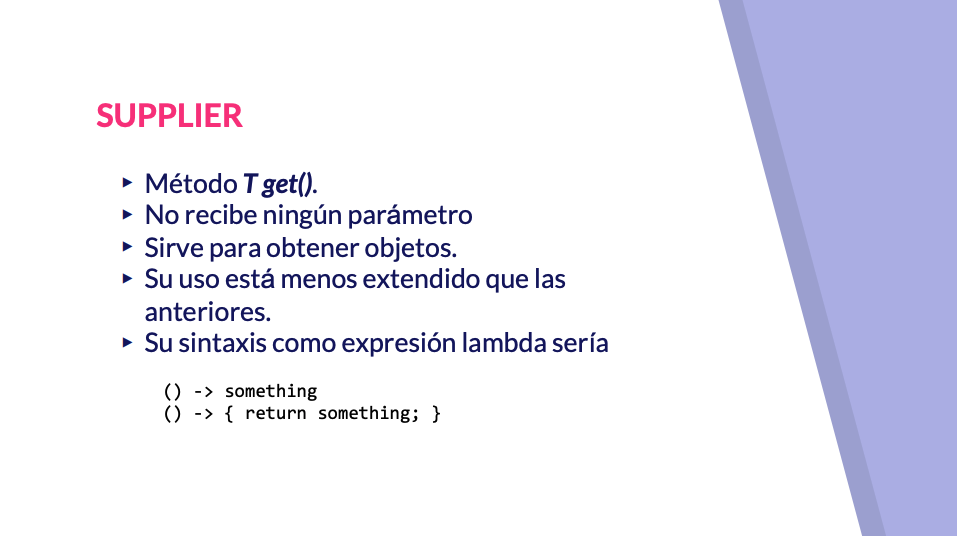 SUPPLIER
▸ Método T get().
▸ No recibe ningún parámetro
▸ Sirve para obtener objetos.
▸ Su uso está menos extendido que las
anteriores.
▸ Su sintaxis como expresión lambda sería
() -> something
() -> { return something; }